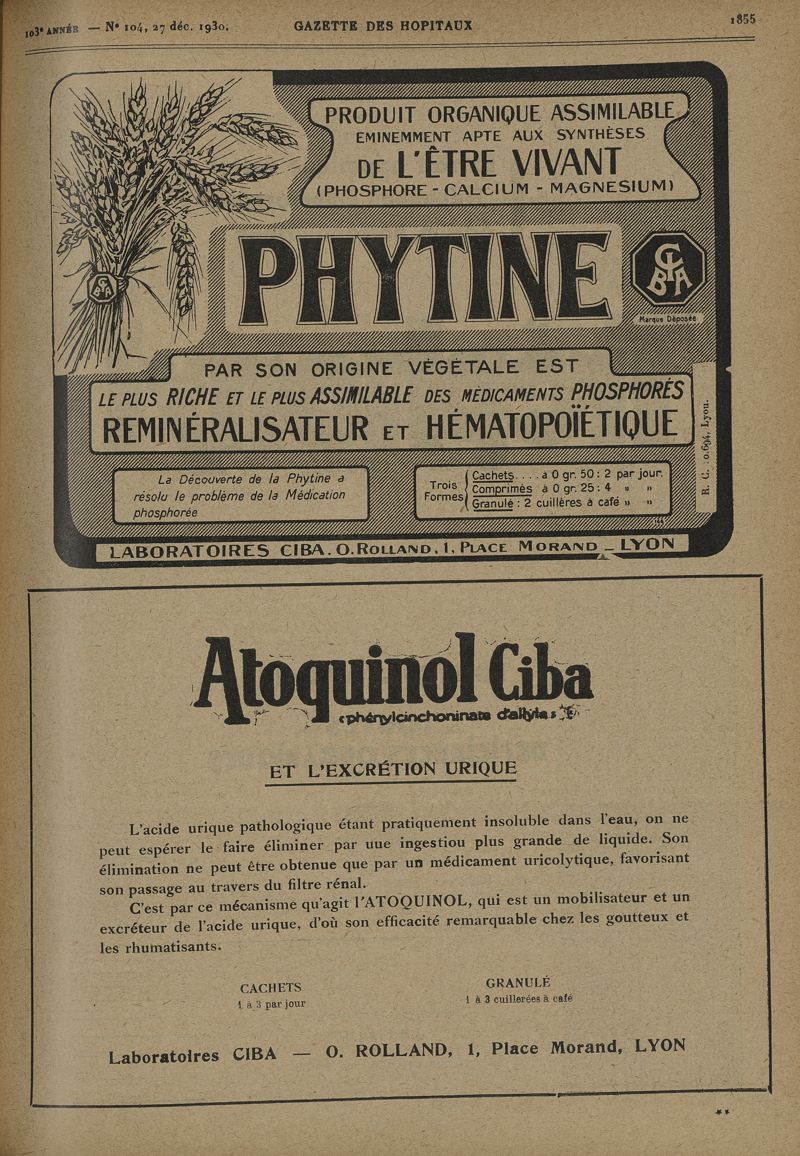 103ᵉ ANNÉE — Nº 104, 27 déc. 1930.
GAZETTE DES HOPITAUX
1855
PRODUIT ORGANIQUE ASSIMILABLE
EMINEMMENT APTE AUX SYNTHÈSES
DE L'ÊTRE VIVANT
(PHOSPHORE - CALCIUM - MAGNESIUM)
PHYTINE
CIBA
Marque Déposée
CIBA
PAR SON ORIGINE VÉGÉTALE EST
LE PLUS RICHE ET LE PLUS ASSIMILABLE DES MÉDICAMENTS PHOSPHORÉS
REMINÉRALISATEUR ET HÉMATOPOÏÉTIQUE
R. C. : 0.694, Lyon.
La Découverte de la Phytine a
résolu le problème de la Médication
phosphorée
Trois Formes
Cachets.... à 0 gr. 50 : 2 par jour.
Comprimés à 0 gr. 25 : 4 " "
Granulé : 2 cuillères à café " "
144
LABORATOIRES CIBA. O. ROLLAND, 1, PLACE MORAND _ LYON
Atoquinol Ciba
‹phénylcinchoninate d'allyle›
ET L'EXCRÉTION URIQUE
L'acide urique pathologique étant pratiquement insoluble dans l'eau, on ne
peut espérer le faire éliminer par uue ingestiou plus grande de liquide. Son
élimination ne peut être obtenue que par un médicament uricolytique, favorisant
son passage au travers du filtre rénal.
C'est par ce mécanisme qu'agit l'ATOQUINOL, qui est un mobilisateur et un
excréteur de l'acide urique, d'où son efficacité remarquable chez les goutteux et
les rhumatisants.
CACHETS
1 à 3 par jour
GRANULÉ
1 à 3 cuillerées à café
Laboratoires CIBA — O. ROLLAND, 1, Place Morand, LYON
**